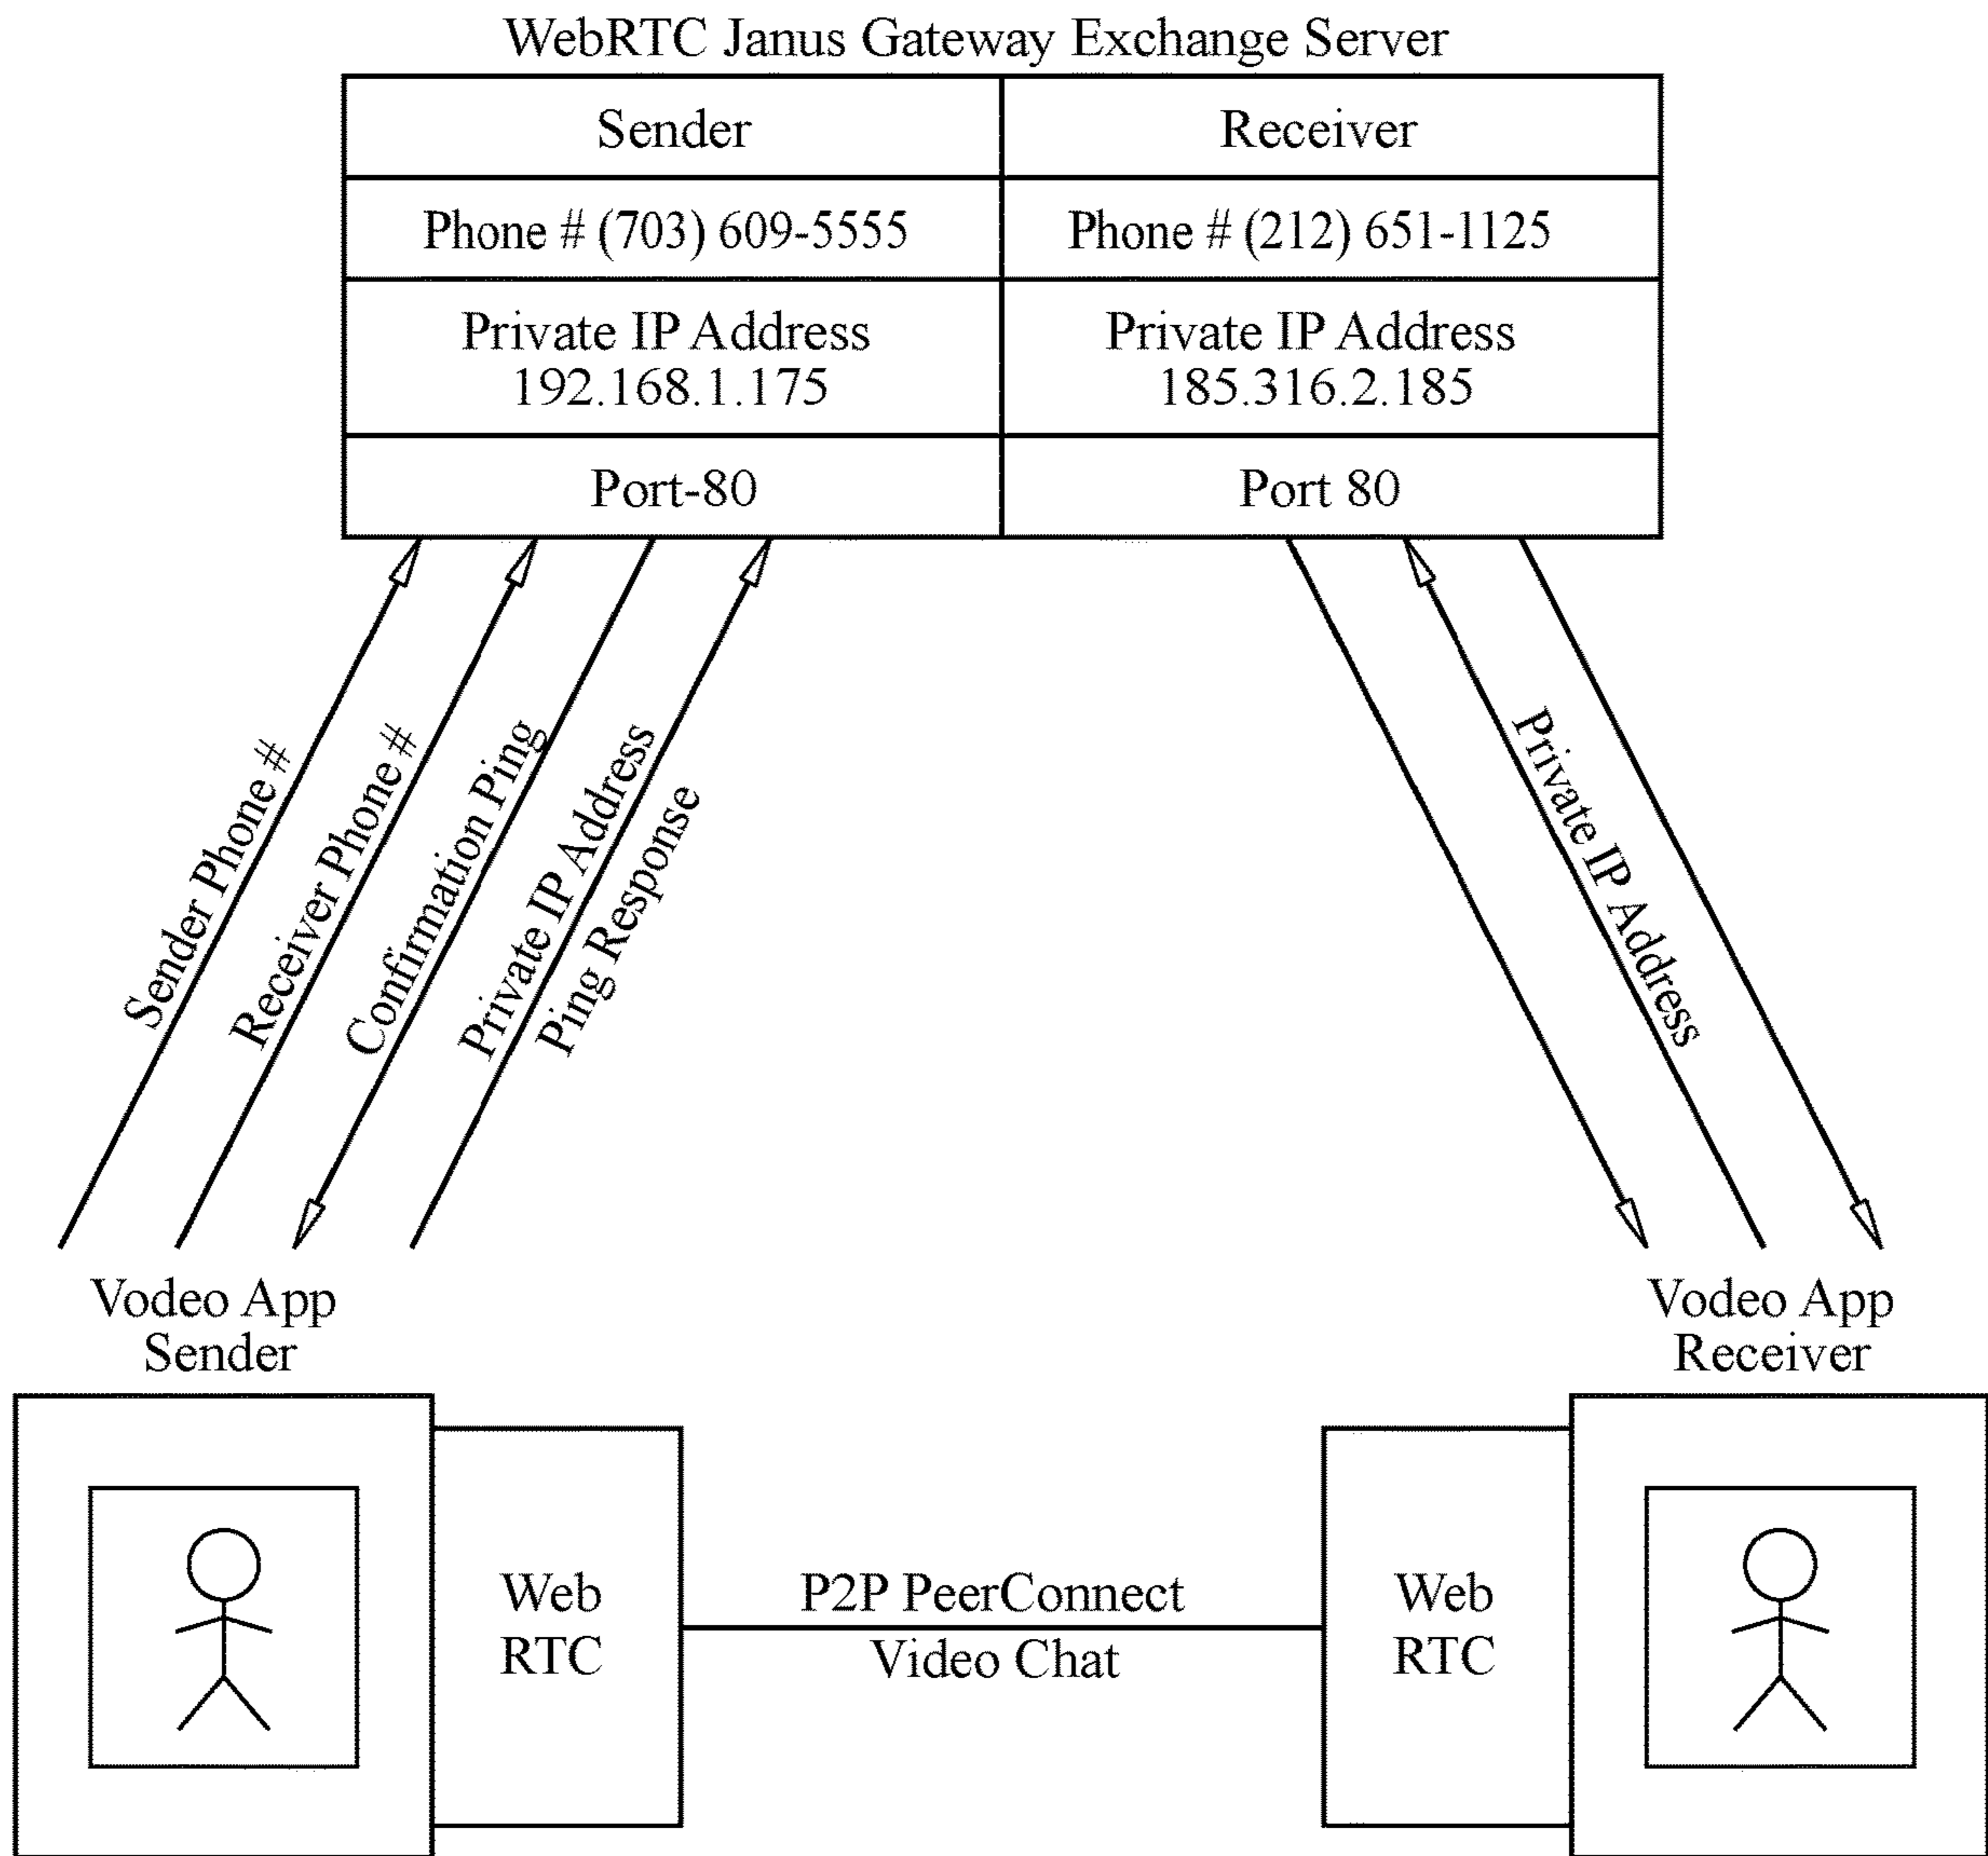 WebRTC Janus Gateway Exchange Server
Sender
Receiver
Phone # (703) 609-5555
Phone # (212) 651-1125
Private IP Address
192.168.1.175
Private IP Address
185.316.2.185
Port-80
Port 80
Sender Phone #
Receiver Phone #
Confirmation Ping
Private IP Address
Ping Response
Private IP Address
Vodeo App
Sender
Vodeo App
Receiver
Web
RTC
P2P PeerConnect
Video Chat
Web
RTC